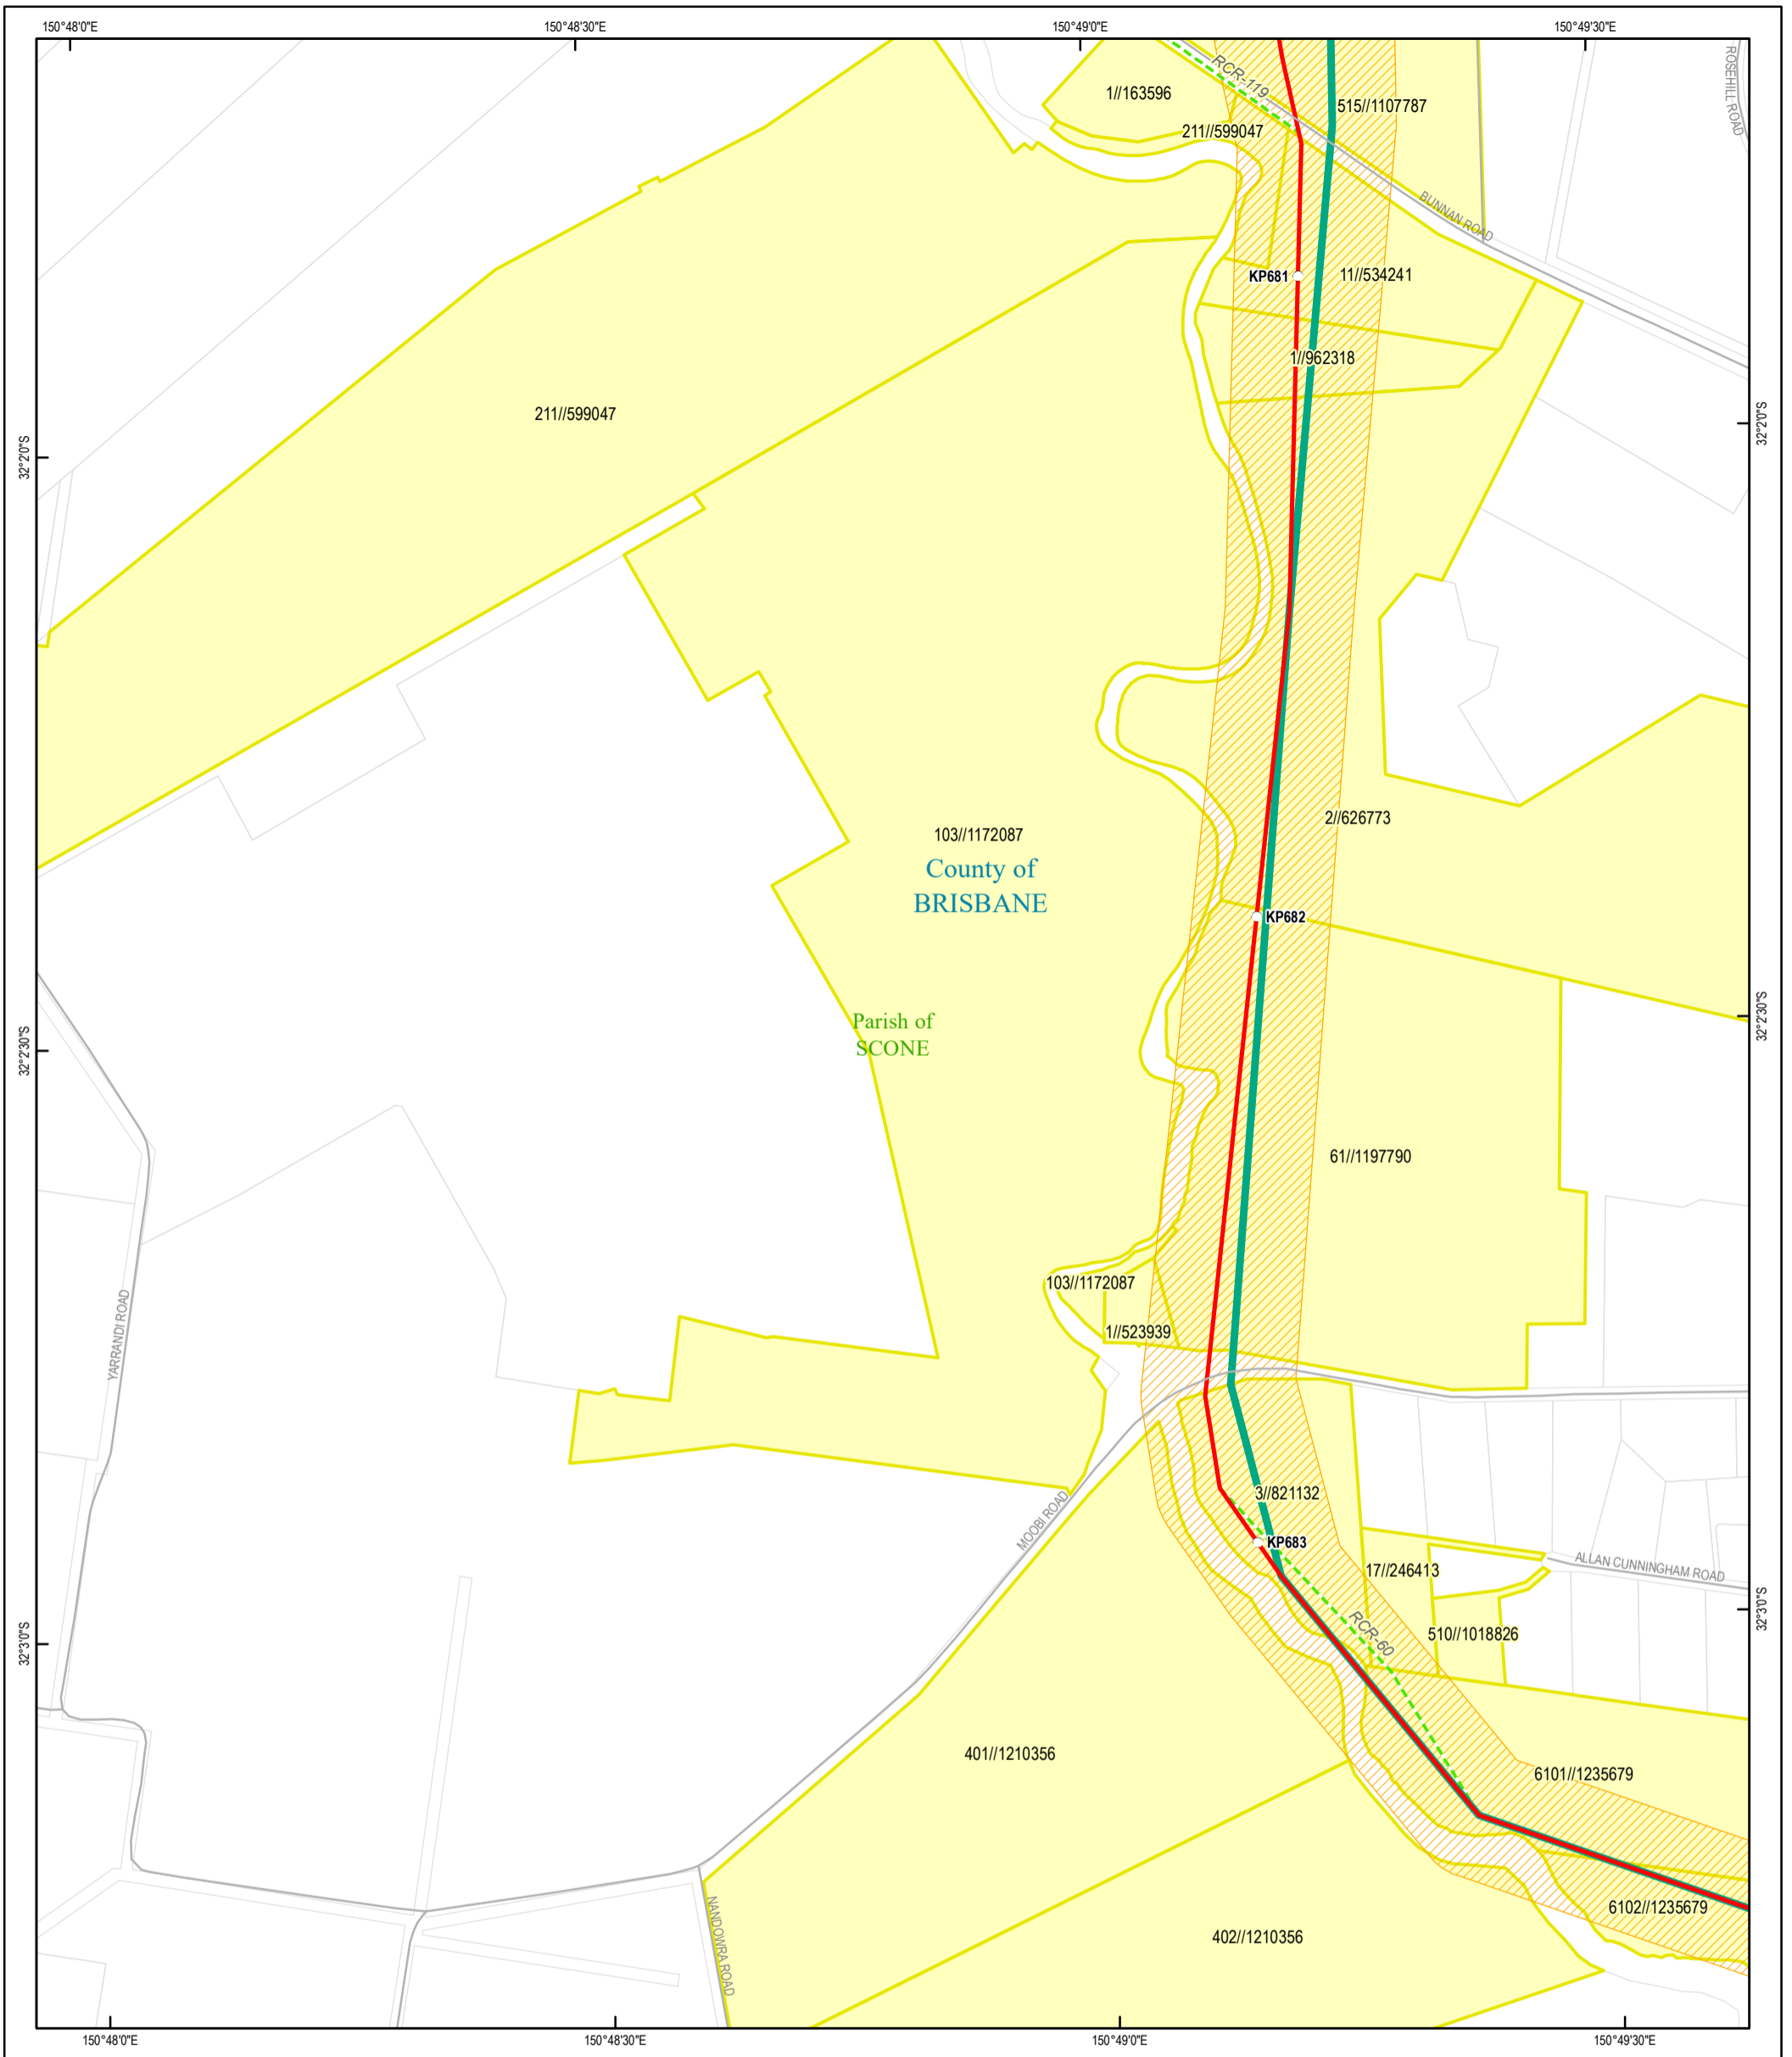 150°48'0"E
150°48'30"E
150°49'0"E
150°49'30"E
ROSEHILL ROAD
RCR-119
1//163596
515//1107787
211//599047
BUNNAN ROAD
KP681
11//534241
1//962318
211//599047
32°2'0"S
32°2'0"S
2//626773
103//1172087
County of
BRISBANE
KP682
Parish of
SCONE
32°2'30"S
32°2'30"S
61//1197790
103//1172087
1//523939
YARRANDI ROAD
3//821132
MOOBI ROAD
KP683
17//246413
ALLAN CUNNINGHAM ROAD
RCR-60
510//1018826
32°3'0"S
32°3'0"S
401//1210356
6101//1235679
6102//1235679
402//1210356
NANDOWRA ROAD
150°48'0"E
150°48'30"E
150°49'0"E
150°49'30"E